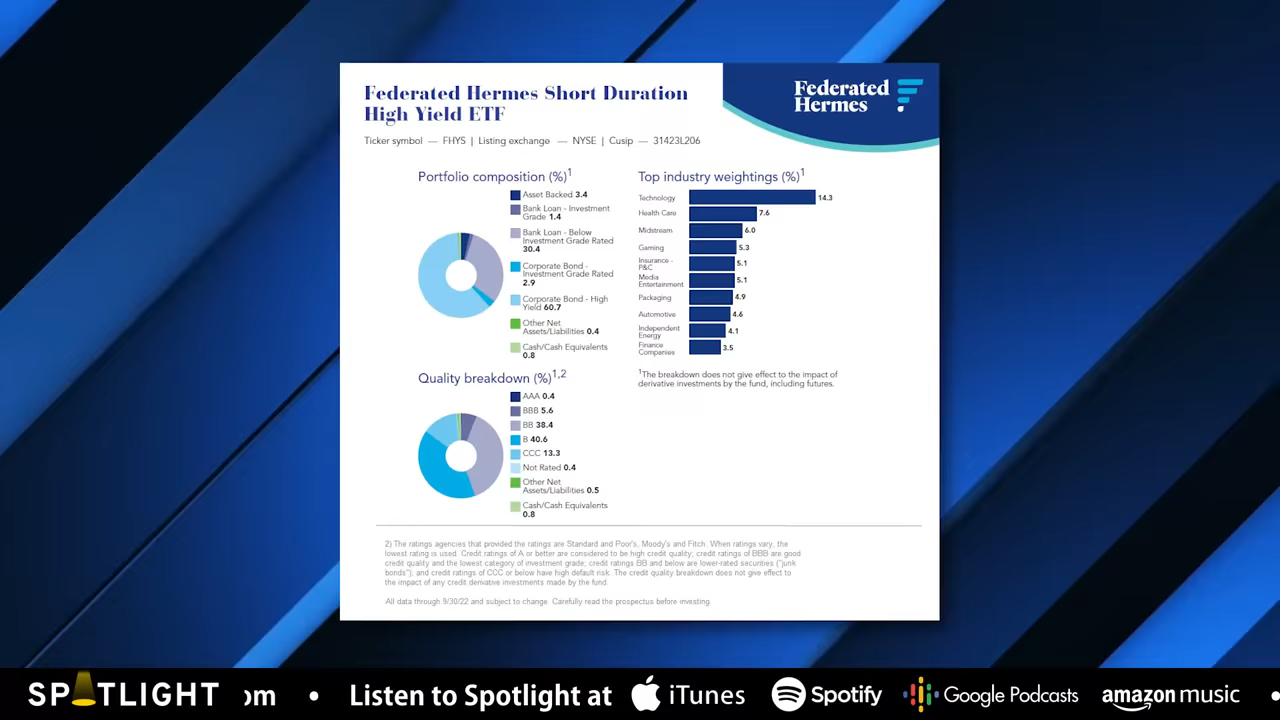 Federated Hermes Short Duration
High Yield ETF
Federated
Hermes
Ticker symbol — FHYS | Listing exchange — NYSE | Cusip — 31423L206
Portfolio composition (%)1
Asset Backed 3.4
Bank Loan - Investment
Grade 1.4
Bank Loan - Below
Investment Grade Rated
30.4
Corporate Bond -
Investment Grade Rated
2.9
Corporate Bond - High
Yield 60.7
Other Net
Assets/Liabilities 0.4
Cash/Cash Equivalents
0.8
Top industry weightings (%)1
Technology 14.3
Health Care 7.6
Midstream 6.0
Gaming 5.3
Insurance -
P&C 5.1
Media
Entertainment 5.1
Packaging 4.9
Automotive 4.6
Independent
Energy 4.1
Finance
Companies 3.5
1The breakdown does not give effect to the impact of
derivative investments by the fund, including futures.
Quality breakdown (%)1,2
AAA 0.4
BBB 5.6
BB 38.4
B 40.6
CCC 13.3
Not Rated 0.4
Other Net
Assets/Liabilities 0.5
Cash/Cash Equivalents
0.8
2) The ratings agencies that provided the ratings are Standard and Poor's, Moody's and Fitch. When ratings vary, the
lowest rating is used. Credit ratings of A or better are considered to be high credit quality; credit ratings of BBB are good
credit quality and the lowest category of investment grade; credit ratings BB and below are lower-rated securities ("junk
bonds"); and credit ratings of CCC or below have high default risk. The credit quality breakdown does not give effect to
the impact of any credit derivative investments made by the fund.
All data through 9/30/22 and subject to change. Carefully read the prospectus before investing.
SPOTLIGHT om • Listen to Spotlight at iTunes Spotify Google Podcasts amazon music •